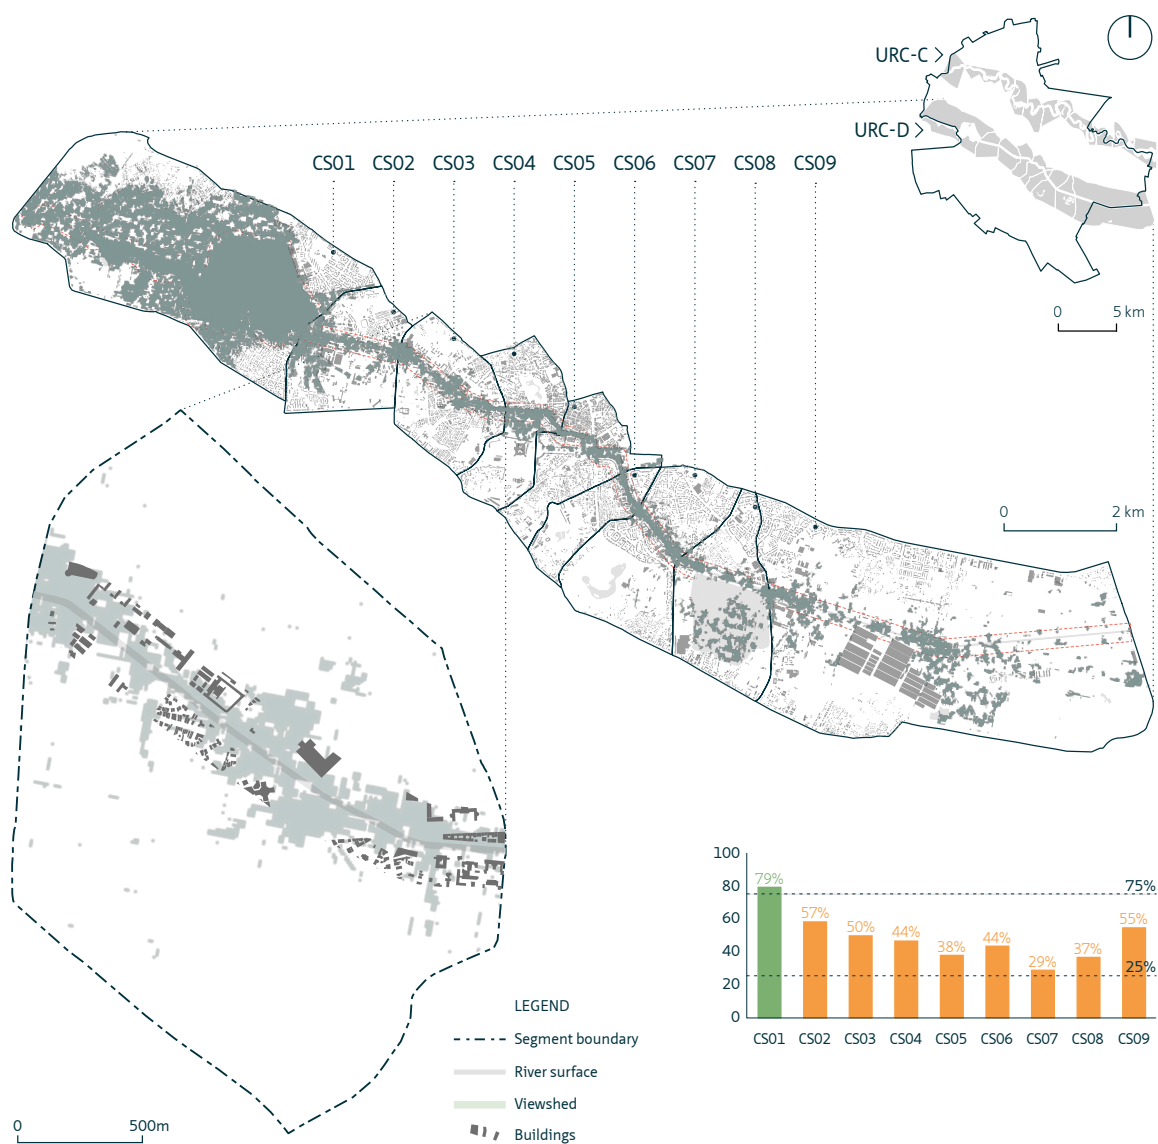 URC-C
URC-D
0 5 km
CS01 CS02 CS03 CS04 CS05 CS06 CS07 CS08 CS09
0 2 km
100
80
60
40
20
0
79%
57%
50%
44%
38%
44%
29%
37%
55%
75%
25%
CS01 CS02 CS03 CS04 CS05 CS06 CS07 CS08 CS09
LEGEND
Segment boundary
River surface
Viewshed
Buildings
0 500m